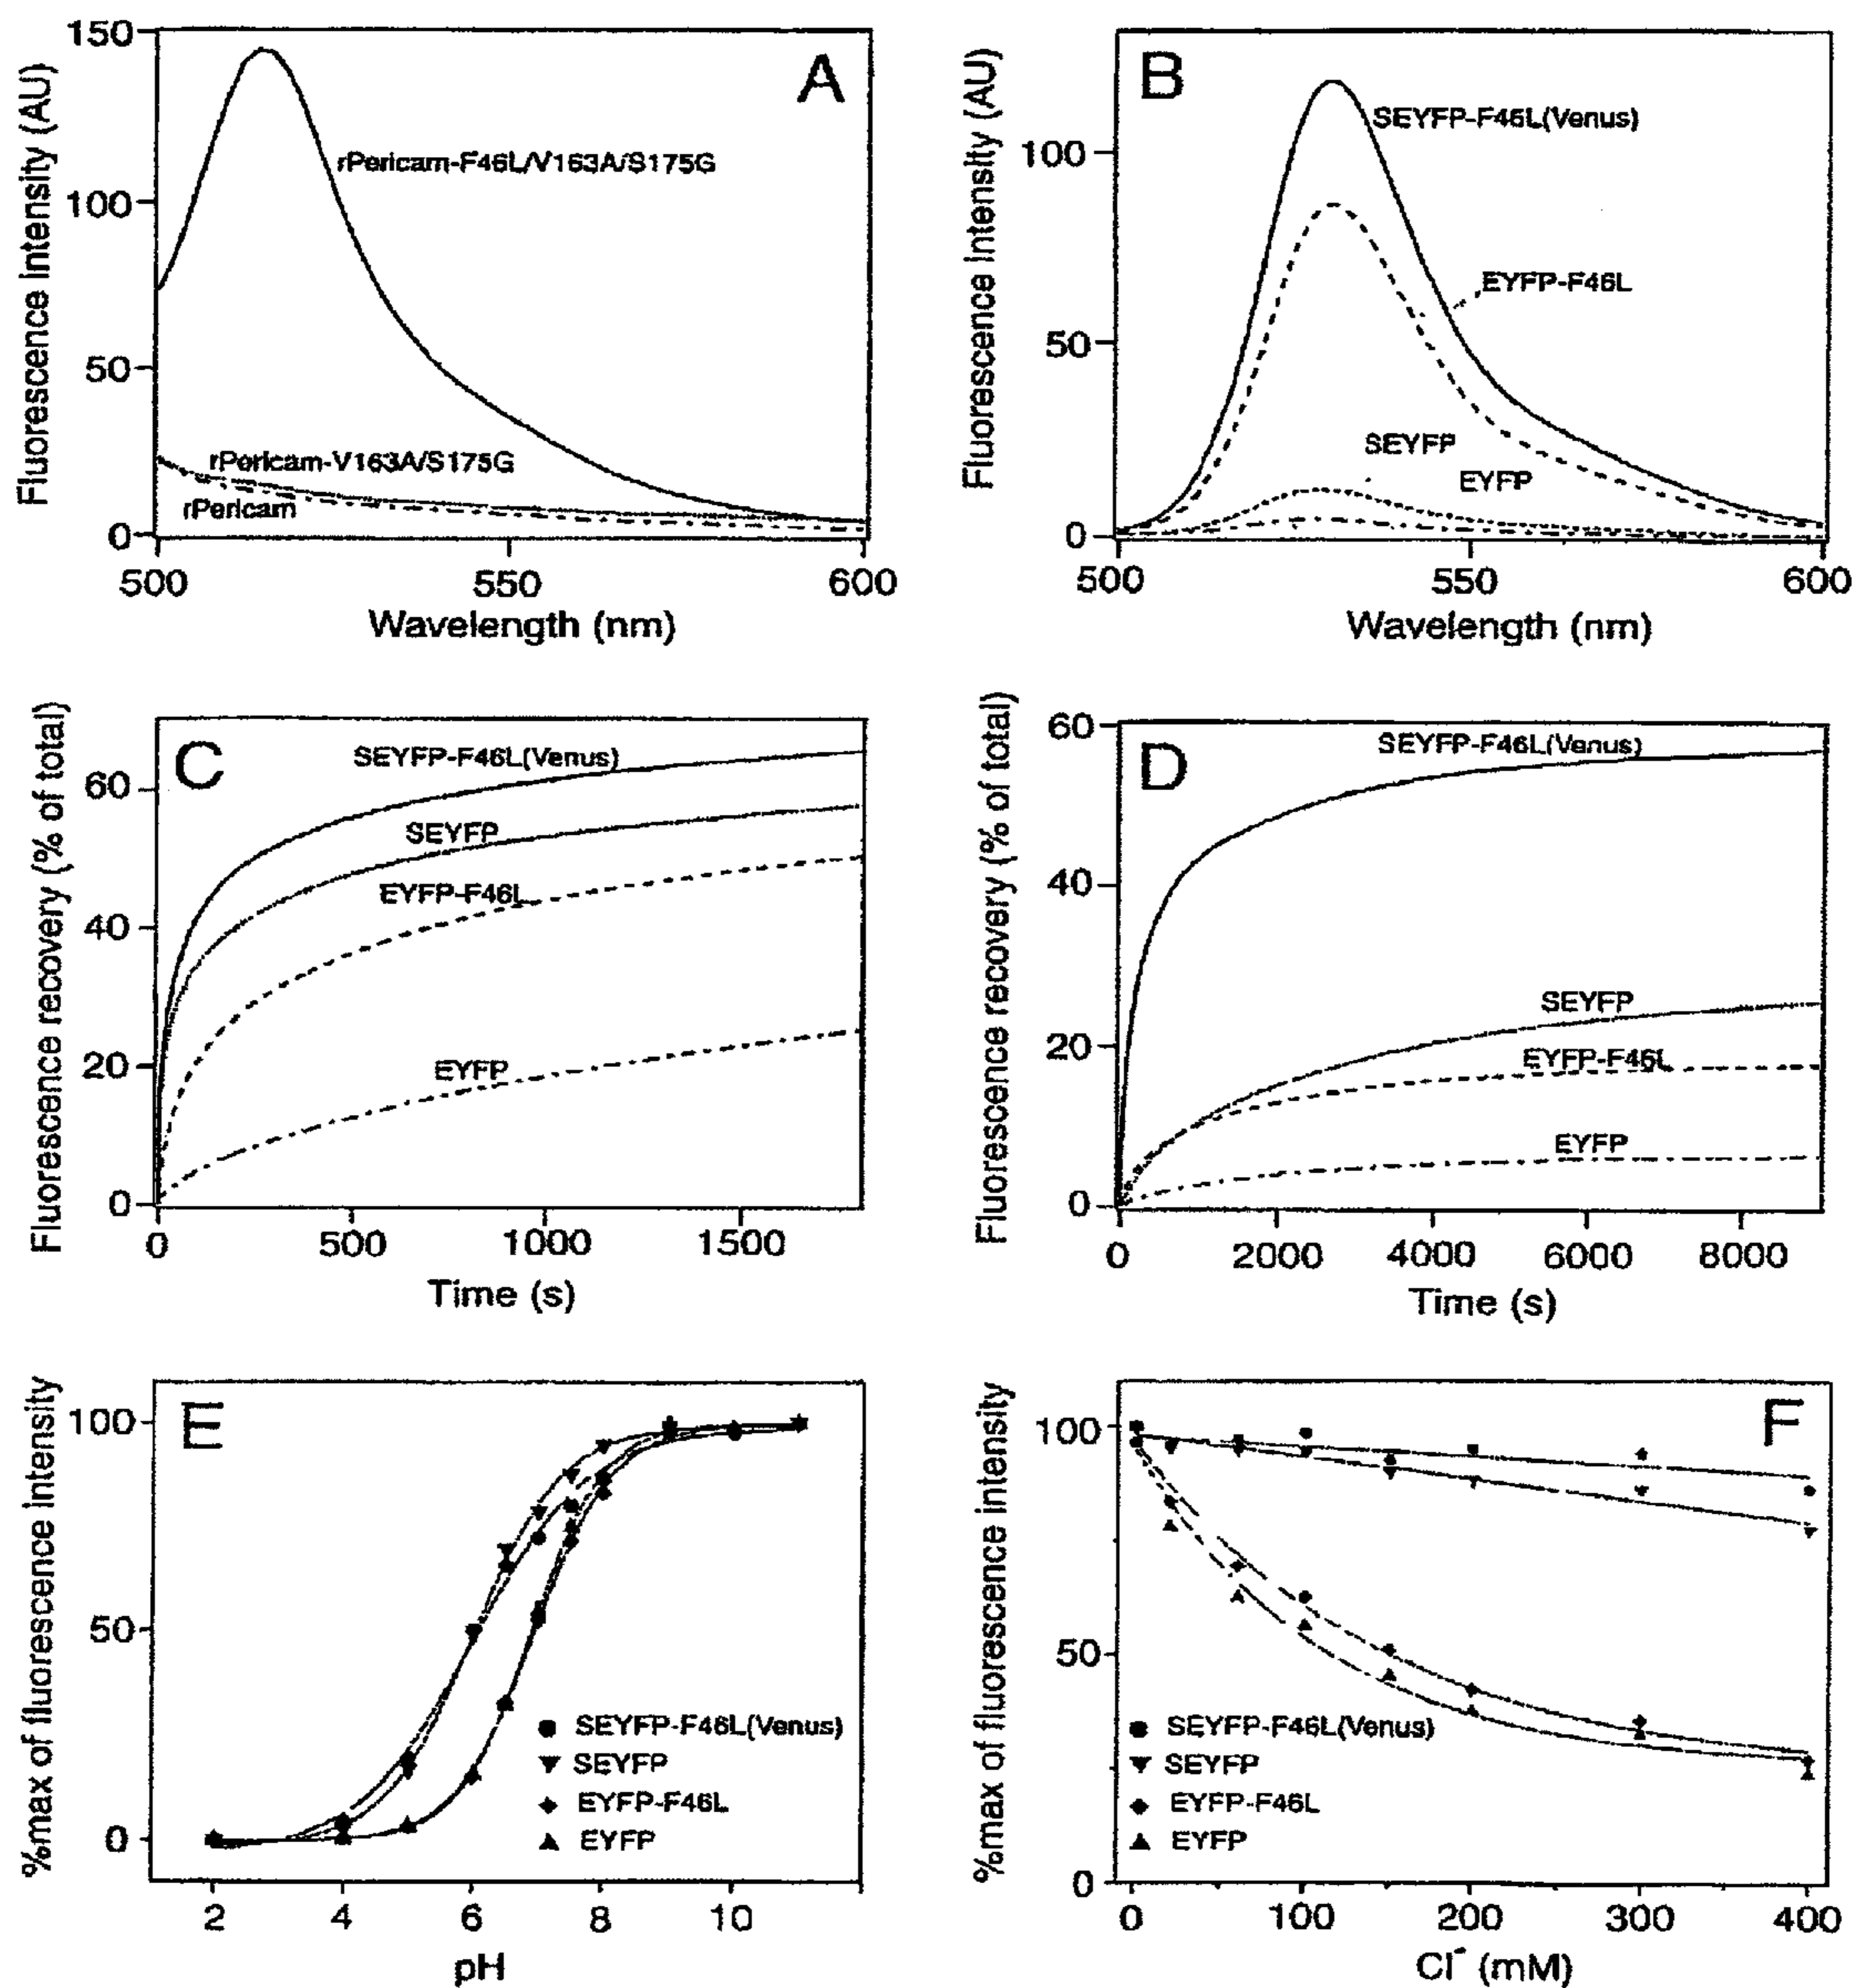 A
Fluorescence Intensity (AU)
150
100
50
0
rPericam-F46L/V163A/S175G
rPericam-V163A/S175G
rPericam
500 550 600
Wavelength (nm)
B
Fluorescence Intensity (AU)
100
50
0
SEYFP-F46L(Venus)
EYFP-F46L
SEYFP
EYFP
500 550 600
Wavelength (nm)
C
Fluorescence recovery (% of total)
60
40
20
0
SEYFP-F46L(Venus)
SEYFP
EYFP-F46L
EYFP
0 500 1000 1500
Time (s)
D
Fluorescence recovery (% of total)
60
40
20
0
SEYFP-F46L(Venus)
SEYFP
EYFP-F46L
EYFP
0 2000 4000 6000 8000
Time (s)
E
%max of fluorescence intensity
100
50
0
SEYFP-F46L(Venus)
SEYFP
EYFP-F46L
EYFP
2 4 6 8 10
pH
F
%max of fluorescence intensity
100
50
0
SEYFP-F46L(Venus)
SEYFP
EYFP-F46L
EYFP
0 100 200 300 400
Cl⁻ (mM)